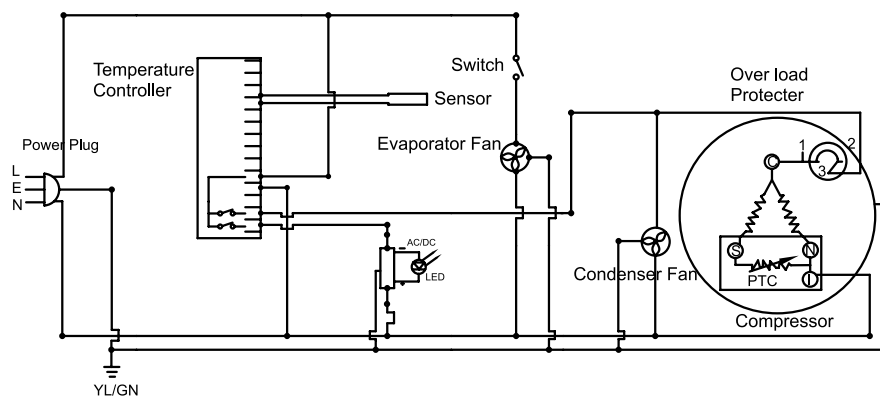 Temperature
Controller
Switch
Over load
Protecter
Sensor
Power Plug
Evaporator Fan
1
2
3
C
L
E
N
AC/DC
LED
S
N
PTC
I
Condenser Fan
Compressor
YL/GN